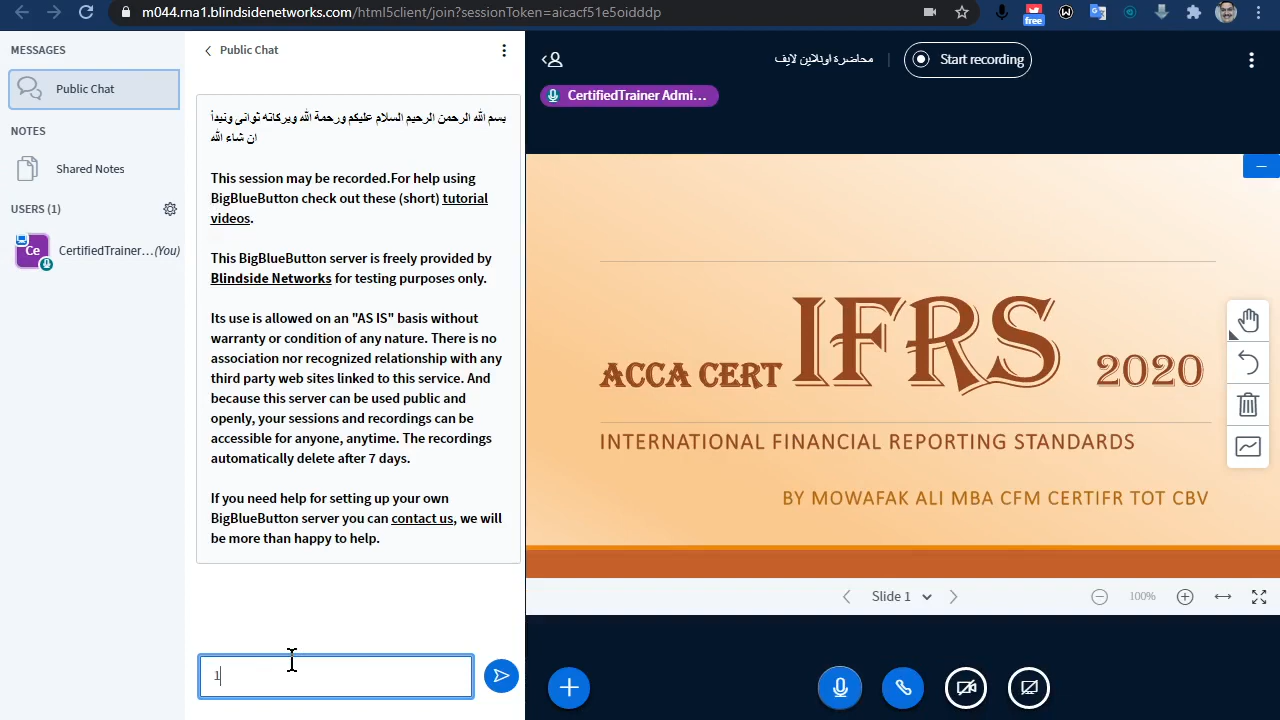 m044.rna1.blindsidenetworks.com/html5client/join?sessionToken=aicacf51e5oidddp
free
MESSAGES
Public Chat
NOTES
Shared Notes
USERS (1)
Ce
CertifiedTrainer...(You)
Public Chat
بسم الله الرحمن الرحيم السلام عليكم ورحمة الله وبركاته ثوانى ونبدأ
ان شاء الله
This session may be recorded.For help using
BigBlueButton check out these (short) tutorial
videos.
This BigBlueButton server is freely provided by
Blindside Networks for testing purposes only.
Its use is allowed on an "AS IS" basis without
warranty or condition of any nature. There is no
association nor recognized relationship with any
third party web sites linked to this service. And
because this server can be used public and
openly, your sessions and recordings can be
accessible for anyone, anytime. The recordings
automatically delete after 7 days.
If you need help for setting up your own
BigBlueButton server you can contact us, we will
be more than happy to help.
1
محاضرة اونلاين لايف
Start recording
CertifiedTrainer Admi...
ACCA CERT IFRS 2020
INTERNATIONAL FINANCIAL REPORTING STANDARDS
BY MOWAFAK ALI MBA CFM CERTIFR TOT CBV
Slide 1
100%